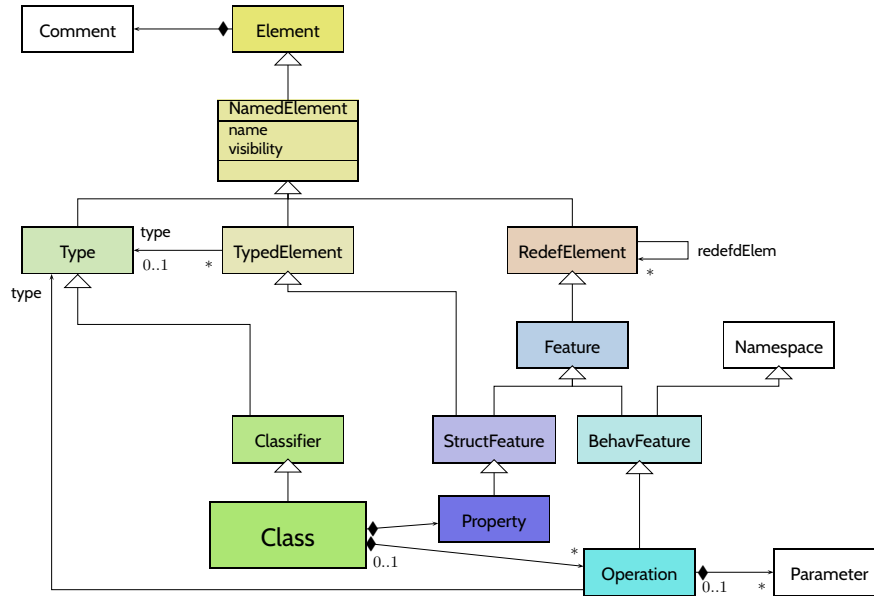 Comment
Element
NamedElement
name
visibility
type
Type
TypedElement
RedefElement
redefdElem
0..1
*
*
type
Feature
Namespace
Classifier
StructFeature
BehavFeature
Class
Property
*
0..1
Operation
0..1
*
Parameter